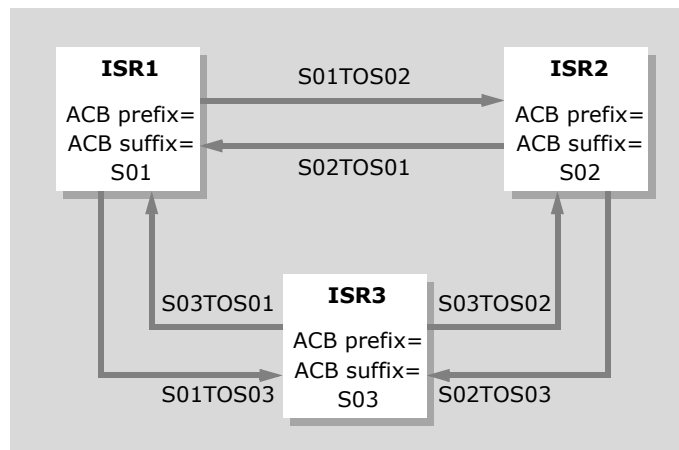 ISR1
ACB prefix=
ACB suffix=
S01
S01TOS02
S02TOS01
ISR2
ACB prefix=
ACB suffix=
S02
S03TOS01
S01TOS03
ISR3
ACB prefix=
ACB suffix=
S03
S03TOS02
S02TOS03